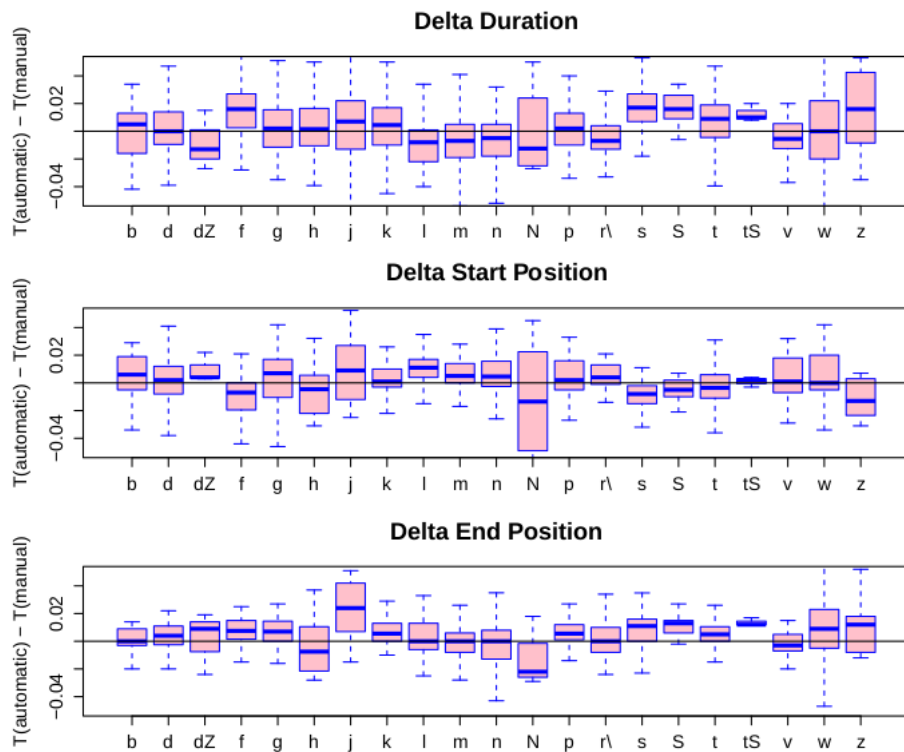 Delta Duration
T(automatic) − T(manual)
0.02
−0.04
b d dZ f g h j k l m n N p r\ s S t tS v w z
Delta Start Position
T(automatic) − T(manual)
0.02
−0.04
b d dZ f g h j k l m n N p r\ s S t tS v w z
Delta End Position
T(automatic) − T(manual)
0.02
−0.04
b d dZ f g h j k l m n N p r\ s S t tS v w z